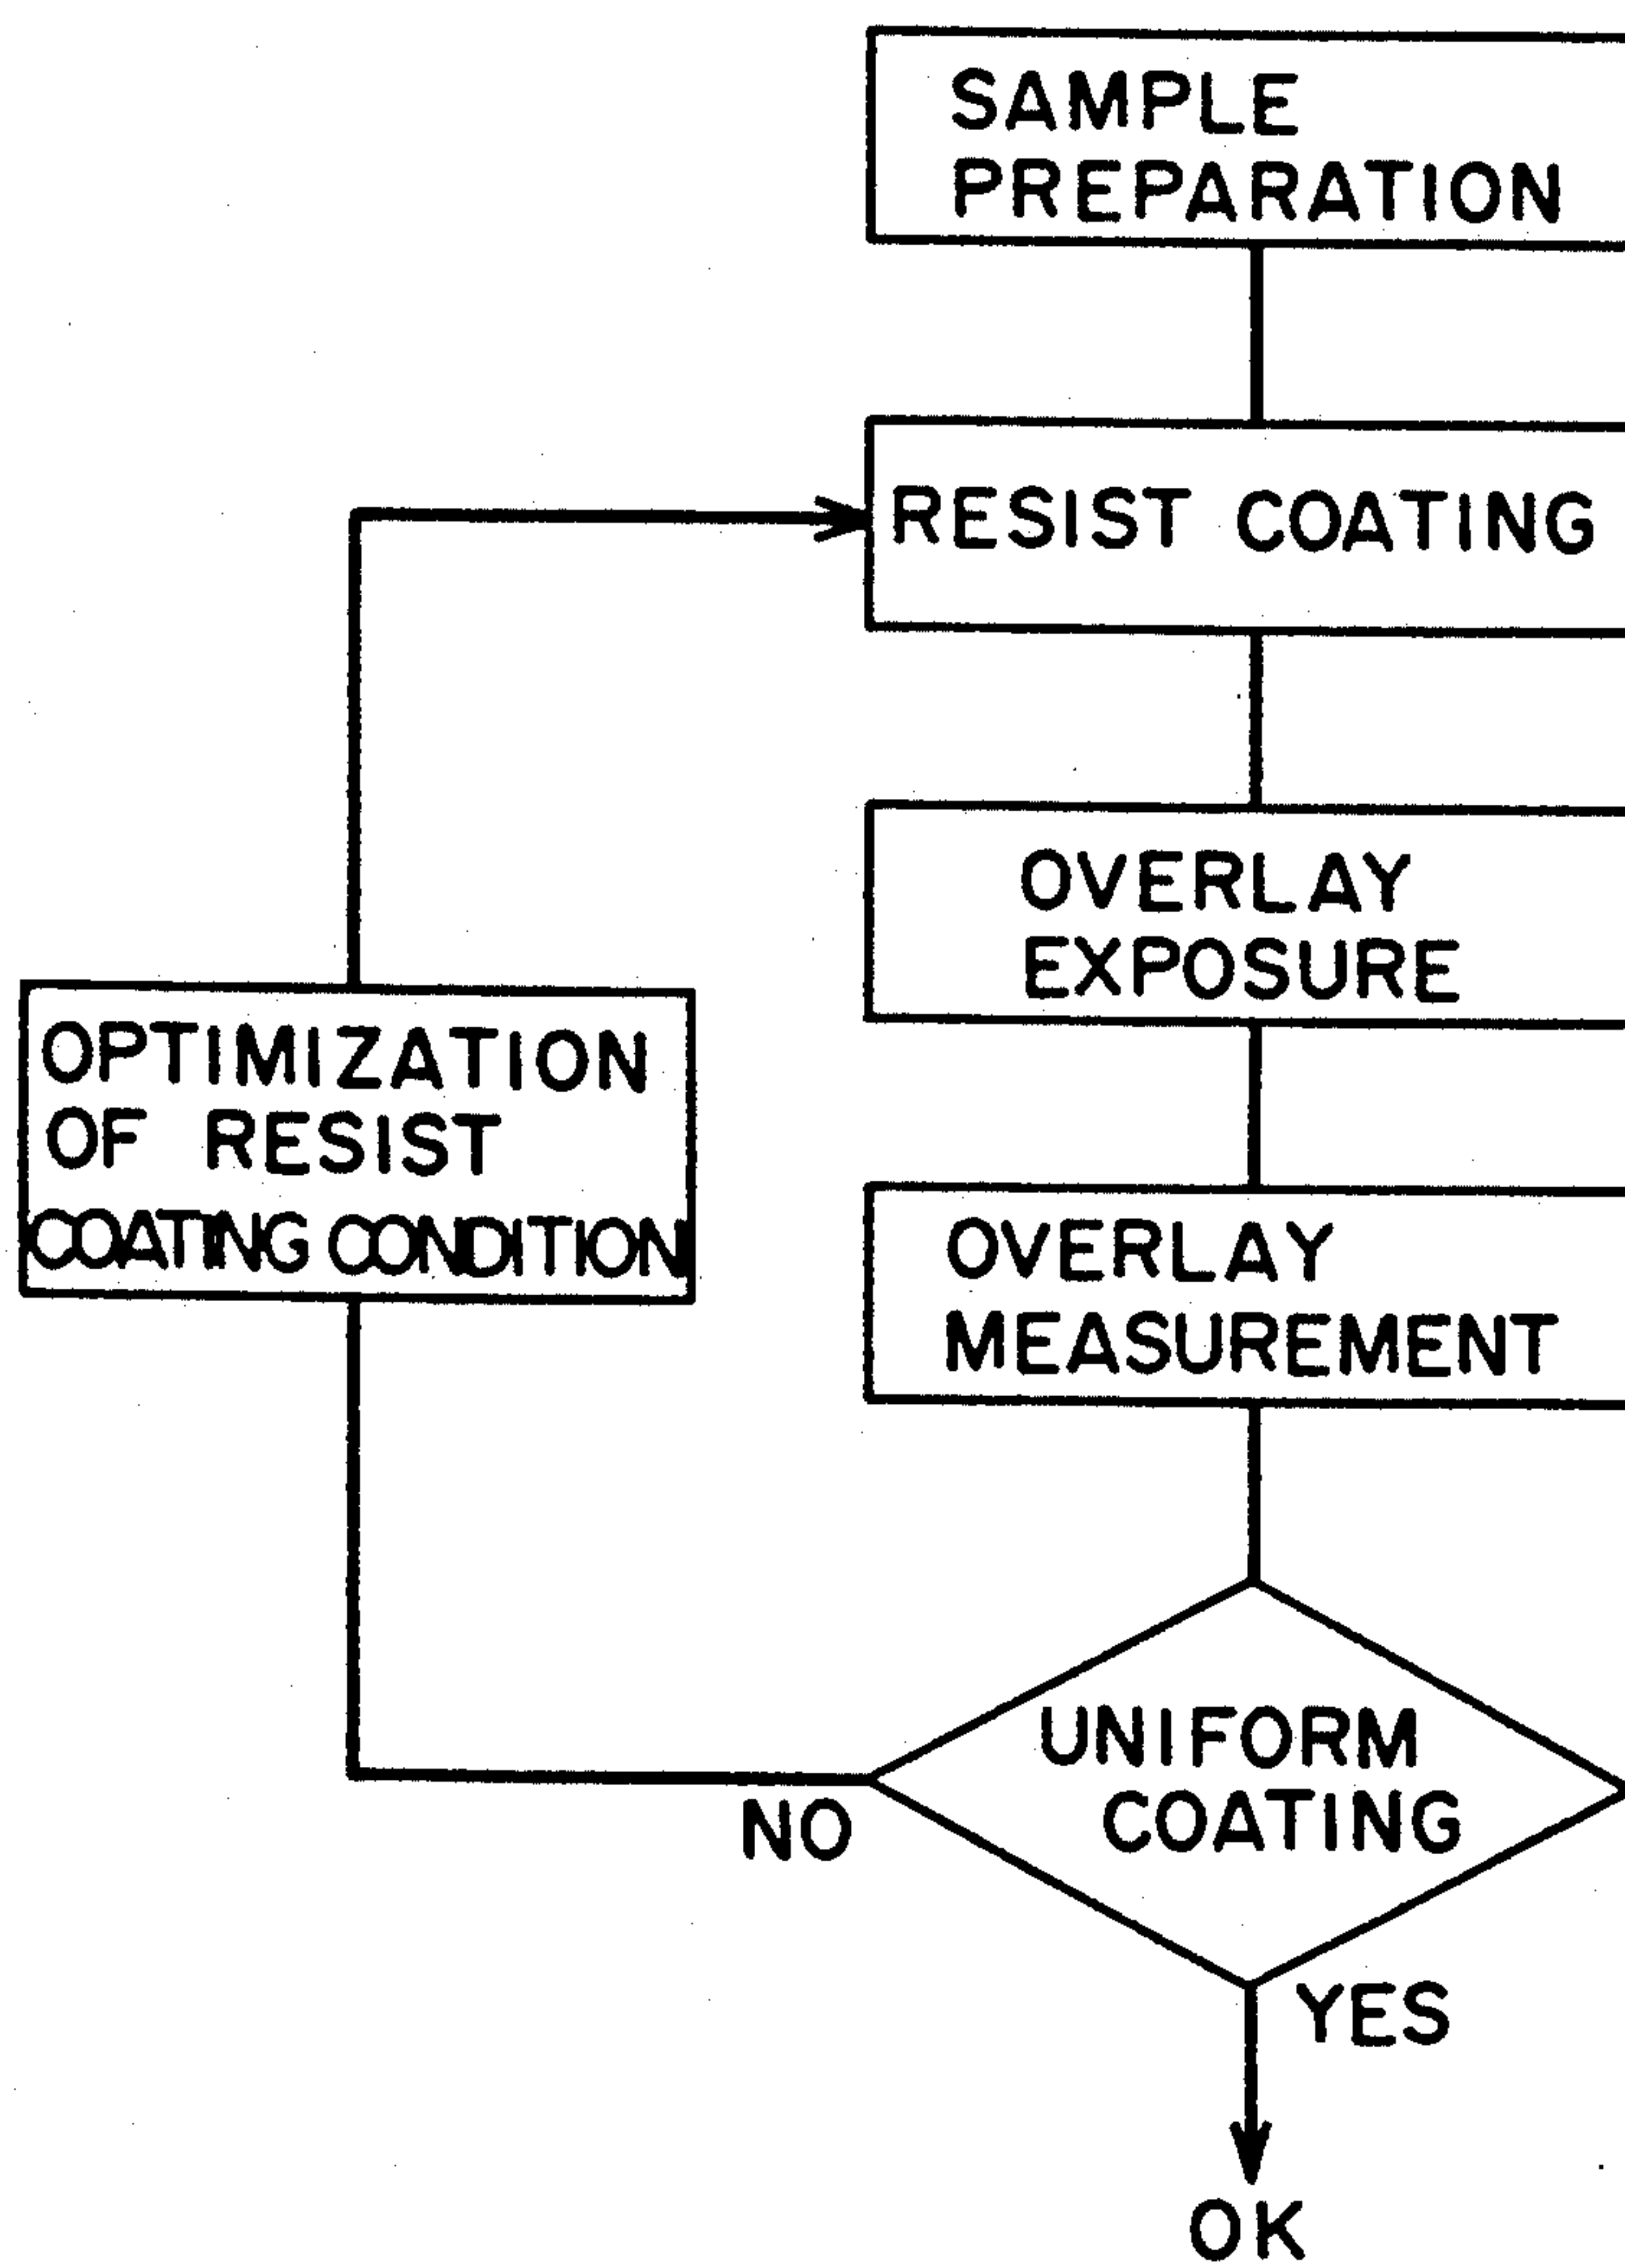 SAMPLE
PREPARATION
RESIST COATING
OVERLAY
EXPOSURE
OPTIMIZATION
OF RESIST
COATING CONDITION
OVERLAY
MEASUREMENT
UNIFORM
COATING
NO
YES
OK